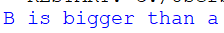 B is bigger than a